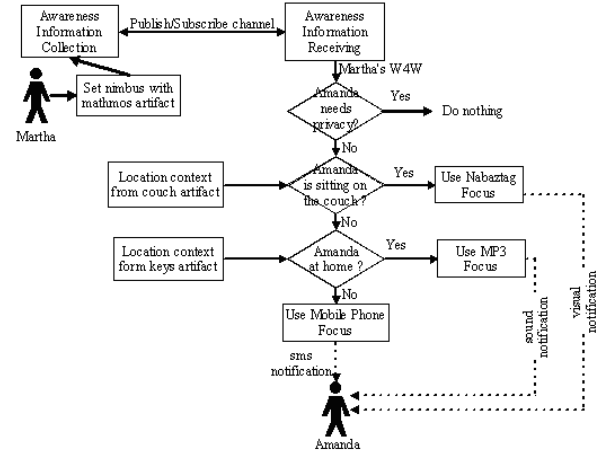 Awareness
Information
Collection
Publish/Subscribe channel
Awareness
Information
Receiving
Martha's W4W
Set nimbus with
mathmos artifact
Martha
Amanda
needs
privacy?
Yes
Do nothing
No
Location context
from couch artifact
Amanda
is sitting on
the couch ?
Yes
Use Nabaztag
Focus
No
Location context
form keys artifact
Amanda
at home ?
Yes
Use MP3
Focus
No
Use Mobile Phone
Focus
sms
notification
sound
notification
visual
notification
Amanda